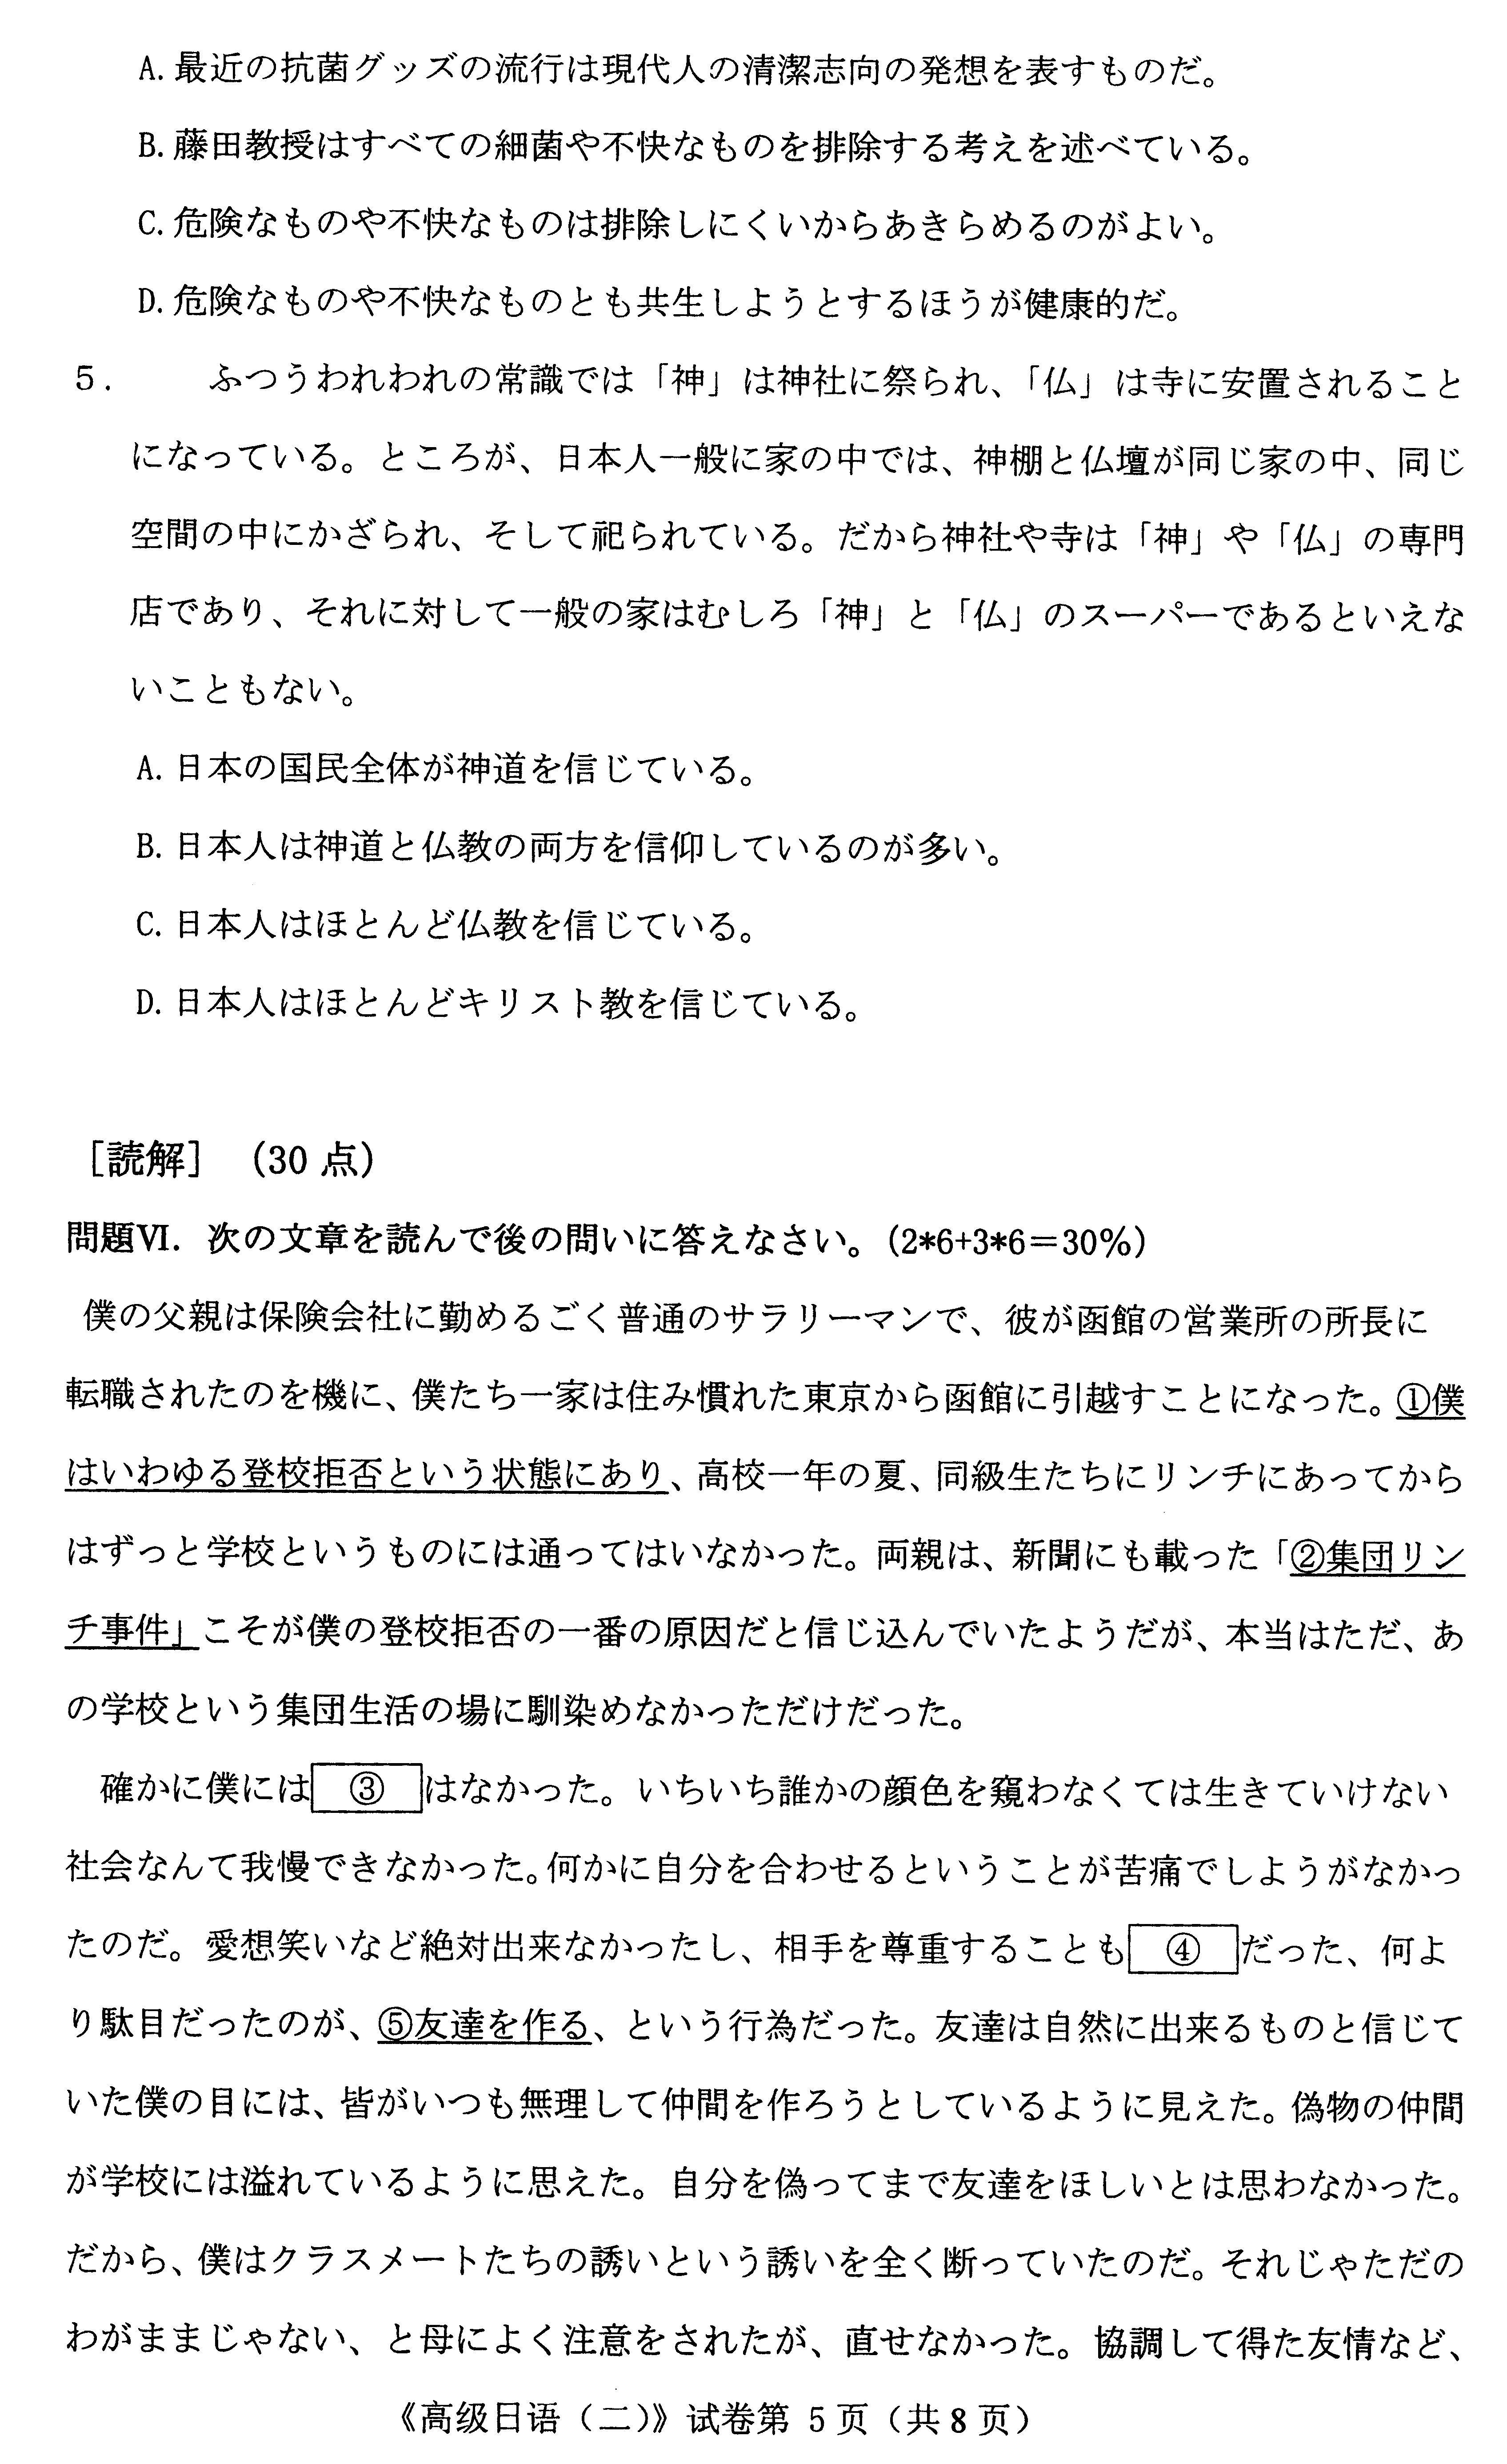 A. 最近の抗菌グッズの流行は現代人の清潔志向の発想を表すものだ。
B. 藤田教授はすべての細菌や不快なものを排除する考えを述べている。
C. 危険なものや不快なものは排除しにくいからあきらめるのがよい。
D. 危険なものや不快なものとも共生しようとするほうが健康的だ。
5. ふつうわれわれの常識では「神」は神社に祭られ、「仏」は寺に安置されること
になっている。ところが、日本人一般に家の中では、神棚と仏壇が同じ家の中、同じ
空間の中にかざられ、そして祀られている。だから神社や寺は「神」や「仏」の専門
店であり、それに対して一般の家はむしろ「神」と「仏」のスーパーであるといえな
いこともない。
A. 日本の国民全体が神道を信じている。
B. 日本人は神道と仏教の両方を信仰しているのが多い。
C. 日本人はほとんど仏教を信じている。
D. 日本人はほとんどキリスト教を信じている。
［読解］（30 点）
問題Ⅵ. 次の文章を読んで後の問いに答えなさい。（2*6+3*6＝30％）
僕の父親は保険会社に勤めるごく普通のサラリーマンで、彼が函館の営業所の所長に
転職されたのを機に、僕たち一家は住み慣れた東京から函館に引越すことになった。①僕
はいわゆる登校拒否という状態にあり、高校一年の夏、同級生たちにリンチにあってから
はずっと学校というものには通ってはいなかった。両親は、新聞にも載った「②集団リン
チ事件」こそが僕の登校拒否の一番の原因だと信じ込んでいたようだが、本当はただ、あ
の学校という集団生活の場に馴染めなかっただけだった。
確かに僕には ③ はなかった。いちいち誰かの顔色を窺わなくては生きていけない
社会なんて我慢できなかった。何かに自分を合わせるということが苦痛でしようがなかっ
たのだ。愛想笑いなど絶対出来なかったし、相手を尊重することも ④ だった、何よ
り駄目だったのが、⑤友達を作る、という行為だった。友達は自然に出来るものと信じて
いた僕の目には、皆がいつも無理して仲間を作ろうとしているように見えた。偽物の仲間
が学校には溢れているように思えた。自分を偽ってまで友達をほしいとは思わなかった。
だから、僕はクラスメートたちの誘いという誘いを全く断っていたのだ。それじゃただの
わがままじゃない、と母によく注意をされたが、直せなかった。協調して得た友情など、
《高级日语（二）》试卷第 5 页（共 8 页）